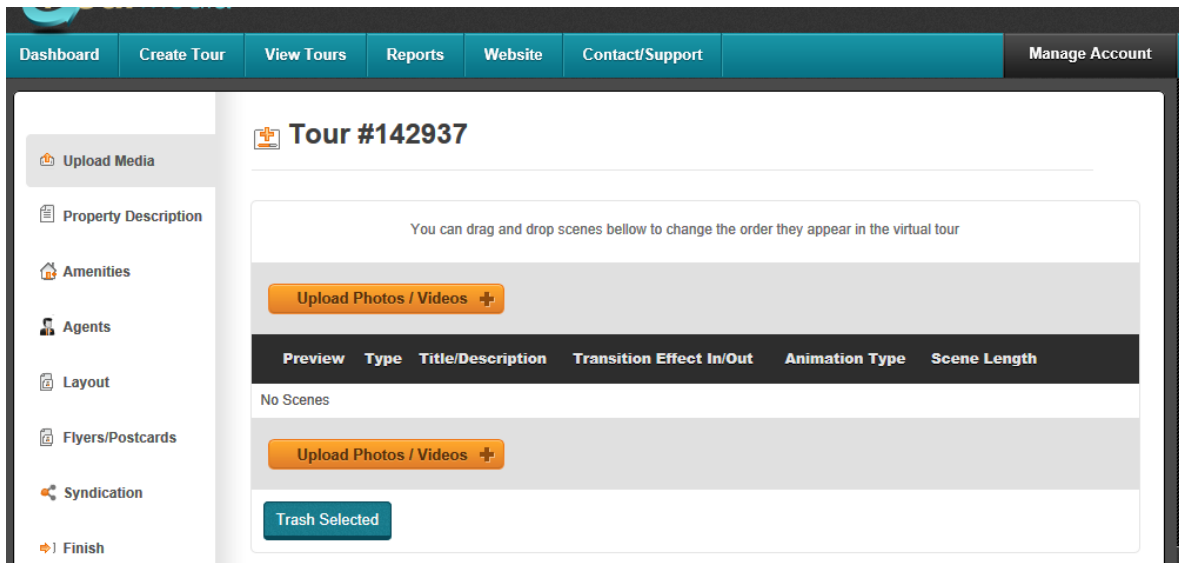 Dashboard Create Tour View Tours Reports Website Contact/Support Manage Account
Tour #142937
Upload Media
Property Description
Amenities
Agents
Layout
Flyers/Postcards
Syndication
Finish
You can drag and drop scenes bellow to change the order they appear in the virtual tour
Upload Photos / Videos
Preview Type Title/Description Transition Effect In/Out Animation Type Scene Length
No Scenes
Upload Photos / Videos
Trash Selected